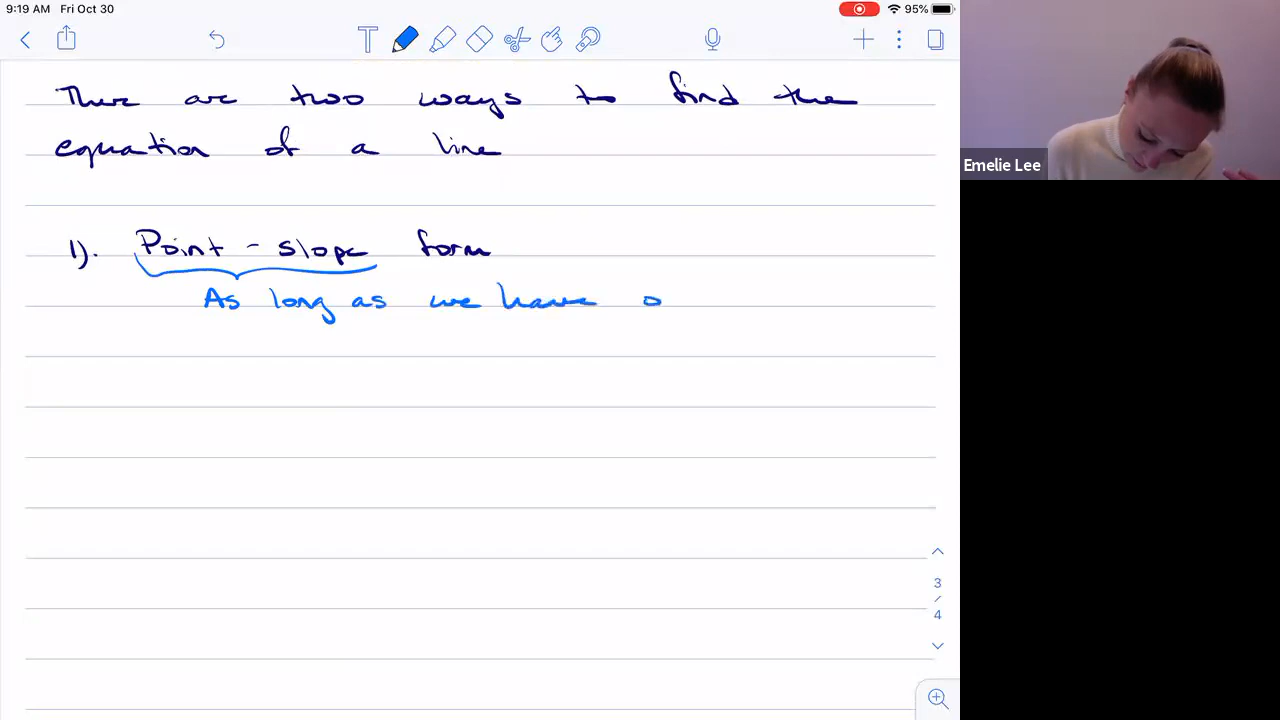 9:19 AM Fri Oct 30
95%
There are two ways to find the
equation of a line
1). Point - slope form
As long as we have o
3
/
4
Emelie Lee